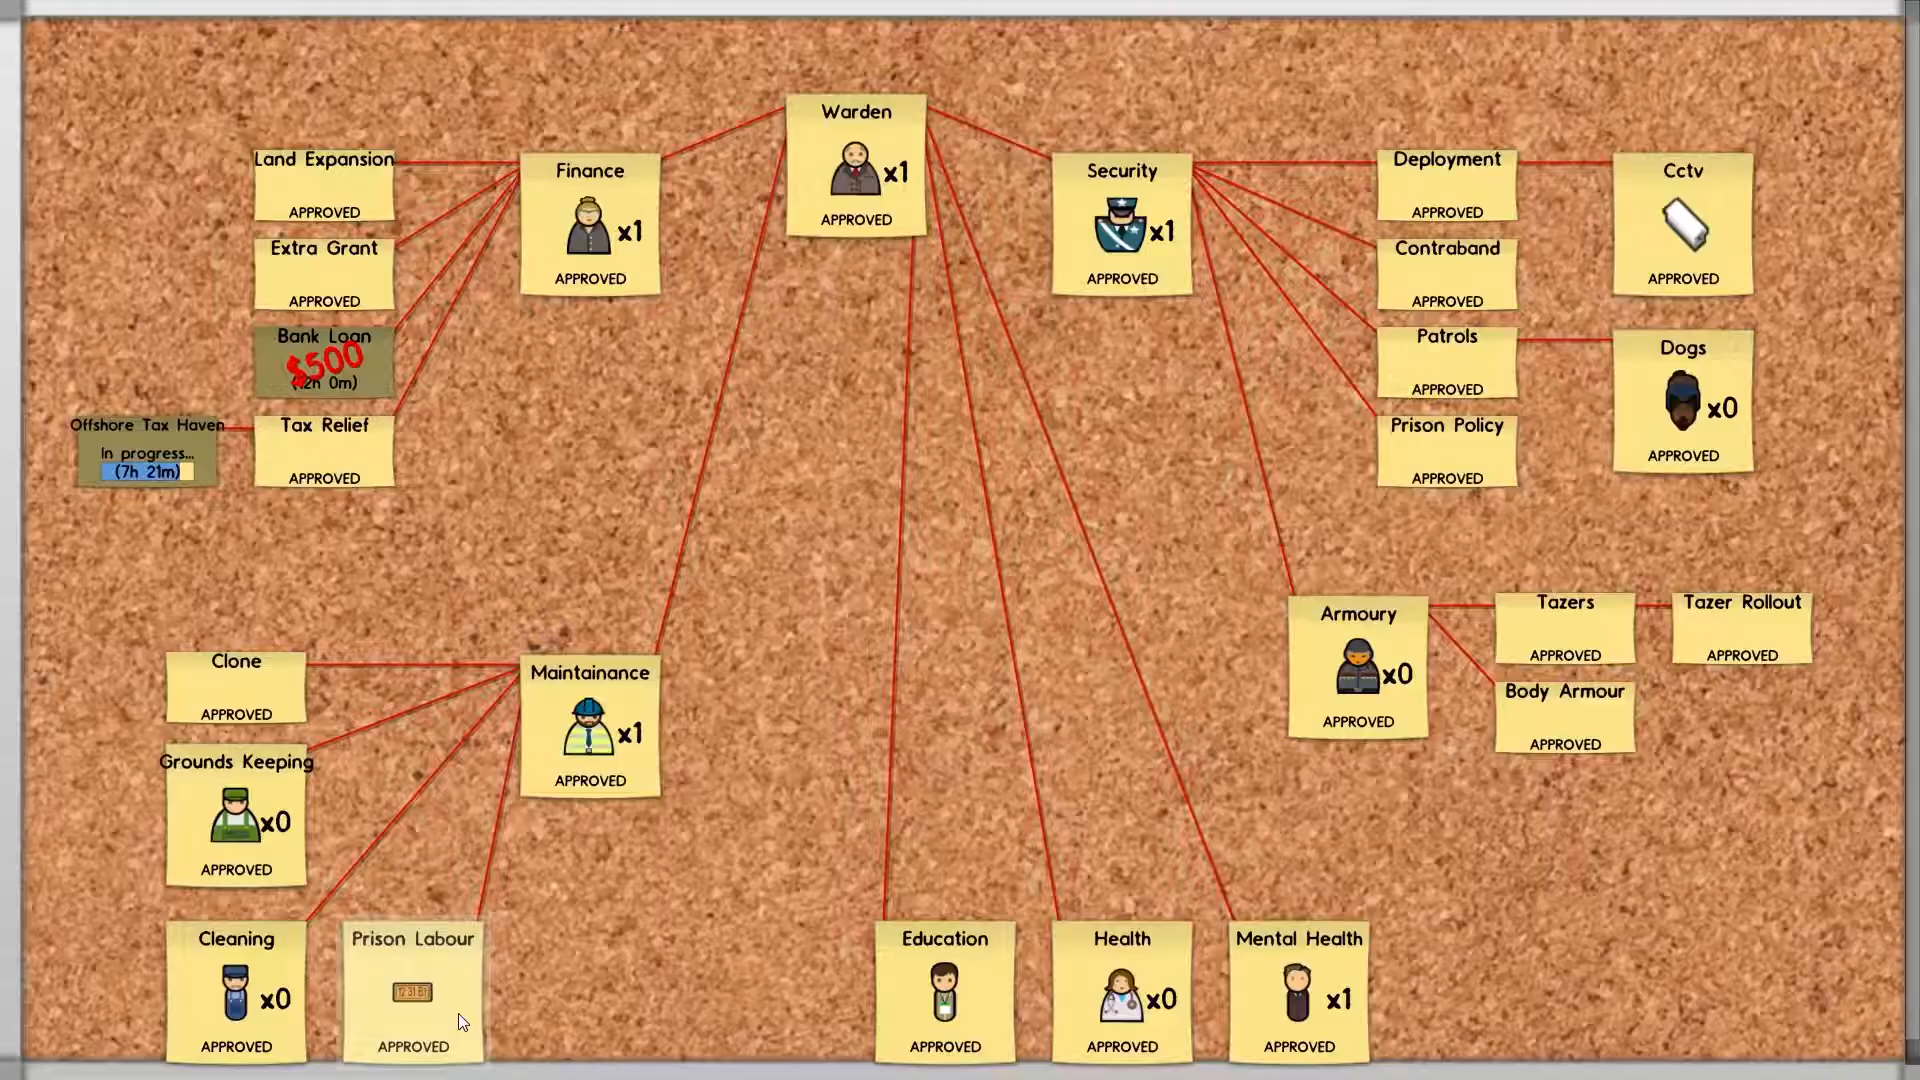 Warden
x1
APPROVED
Land Expansion
APPROVED
Finance
x1
APPROVED
Extra Grant
APPROVED
Bank Loan
$500
Tax Relief
APPROVED
Offshore Tax Haven
In progress...
(7h 21m)
Security
x1
APPROVED
Deployment
APPROVED
Cctv
APPROVED
Contraband
APPROVED
Patrols
APPROVED
Dogs
x0
APPROVED
Prison Policy
APPROVED
Armoury
x0
APPROVED
Tazers
APPROVED
Tazer Rollout
APPROVED
Body Armour
APPROVED
Clone
APPROVED
Maintainance
x1
APPROVED
Grounds Keeping
x0
APPROVED
Cleaning
x0
APPROVED
Prison Labour
APPROVED
Education
APPROVED
Health
x0
APPROVED
Mental Health
x1
APPROVED